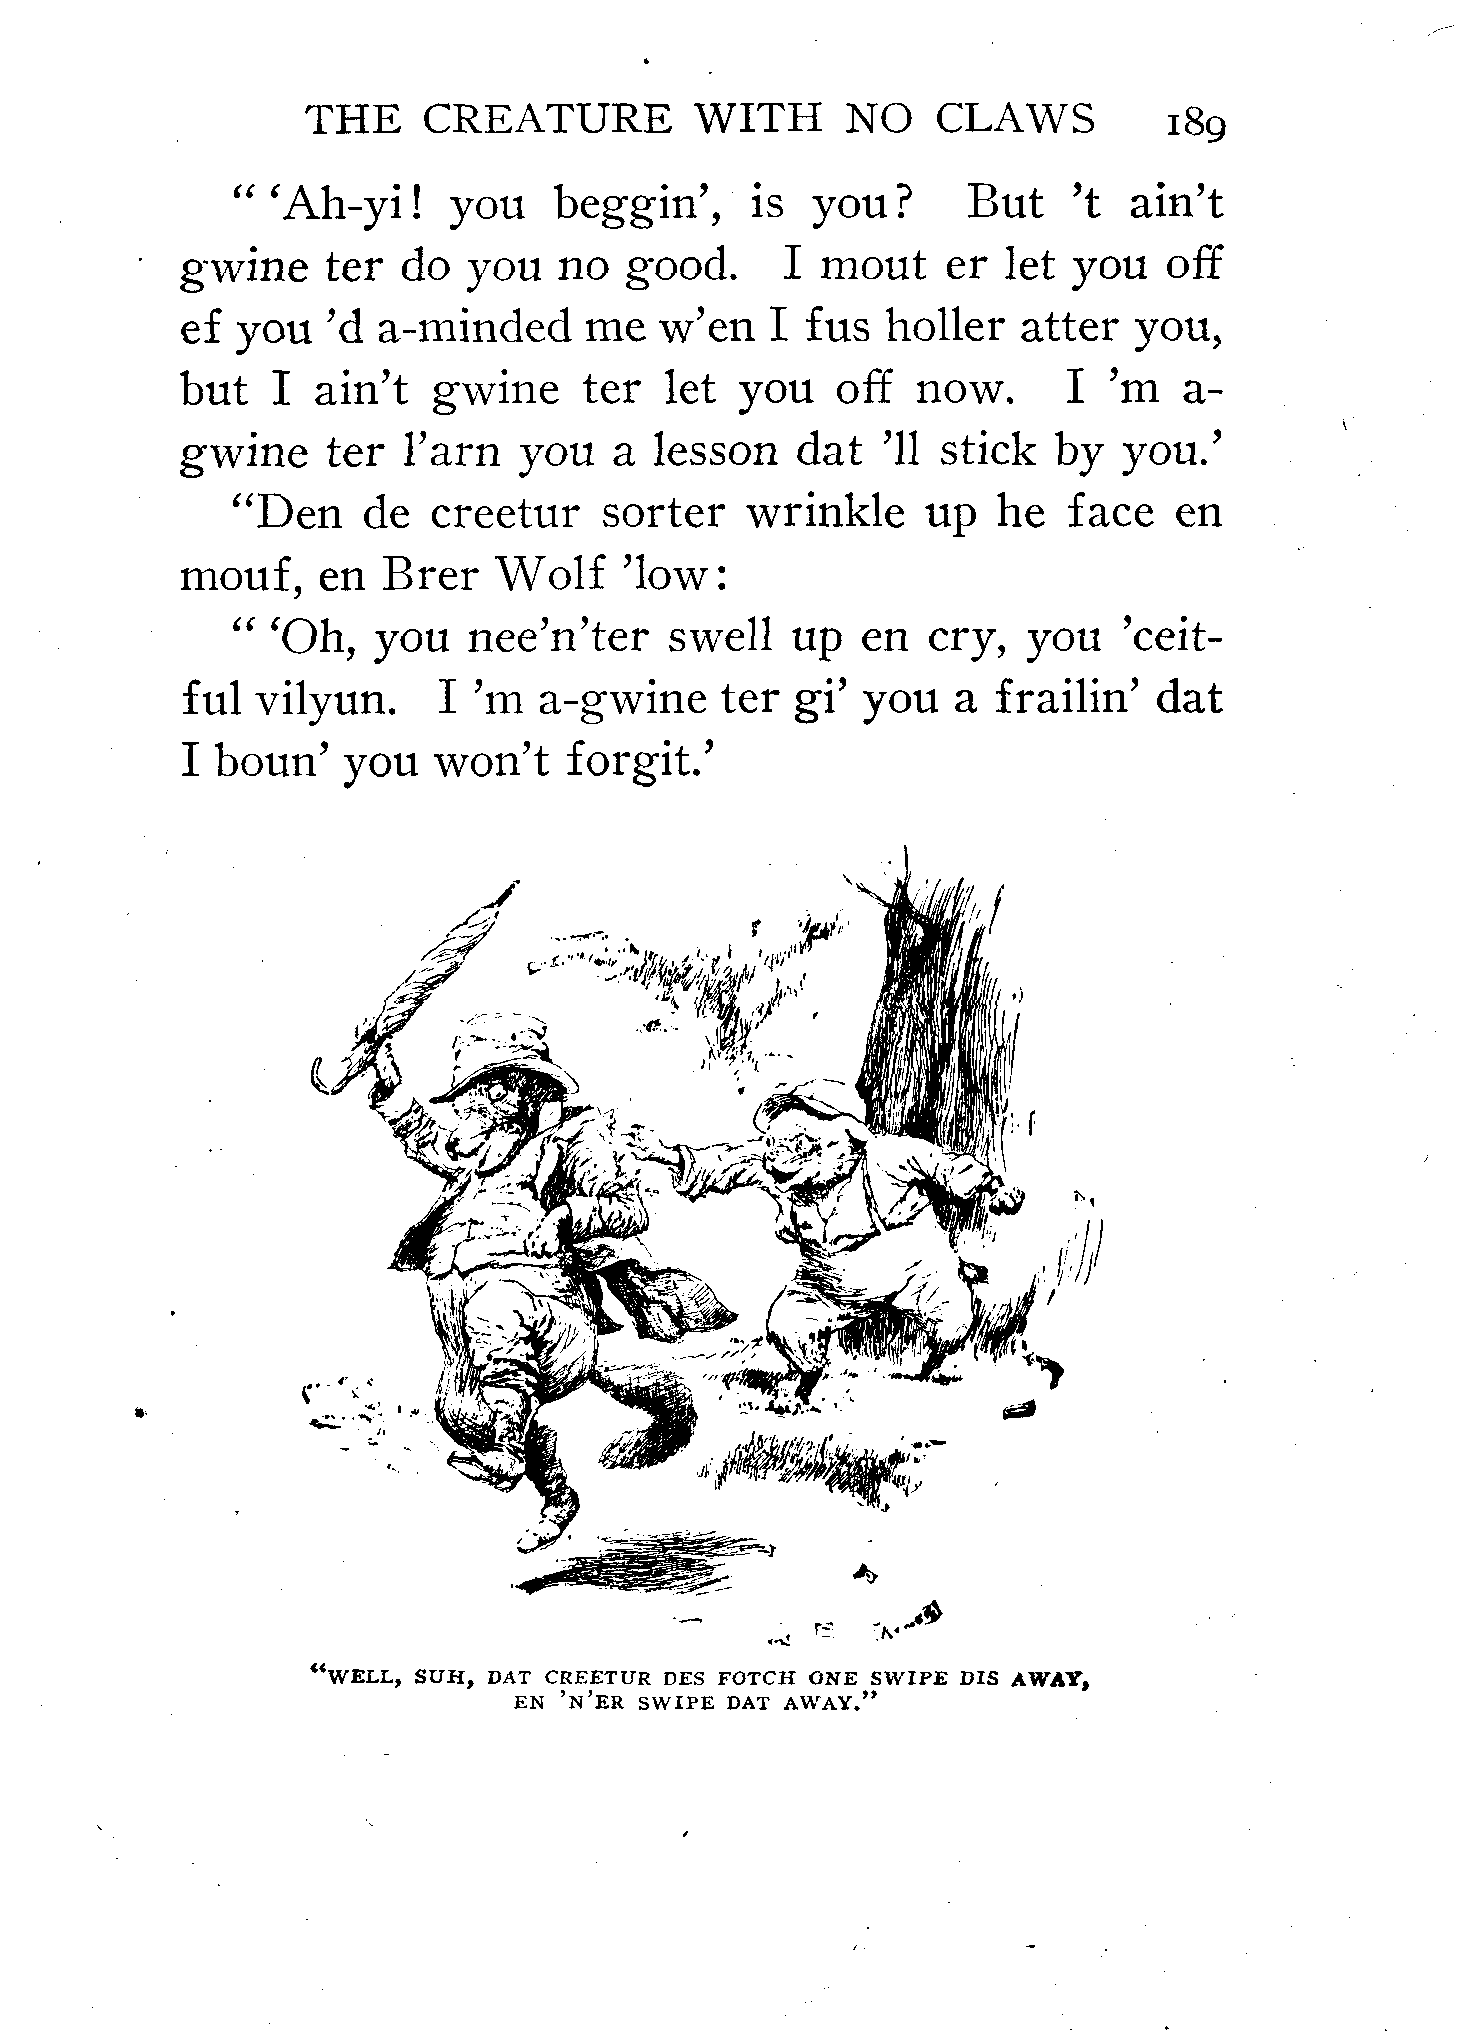 THE CREATURE WITH NO CLAWS 189
“ ‘Ah-yi! you beggin’, is you? But ’t ain’t
gwine ter do you no good. I mout er let you off
ef you ’d a-minded me w’en I fus holler atter you,
but I ain’t gwine ter let you off now. I ’m a-
gwine ter l’arn you a lesson dat ’ll stick by you.’
“Den de creetur sorter wrinkle up he face en
mouf, en Brer Wolf ’low:
“ ‘Oh, you nee’n’ter swell up en cry, you ’ceit-
ful vilyun. I ’m a-gwine ter gi’ you a frailin’ dat
I boun’ you won’t forgit.’
“WELL, SUH, DAT CREETUR DES FOTCH ONE SWIPE DIS AWAY,
EN ’N’ER SWIPE DAT AWAY.”